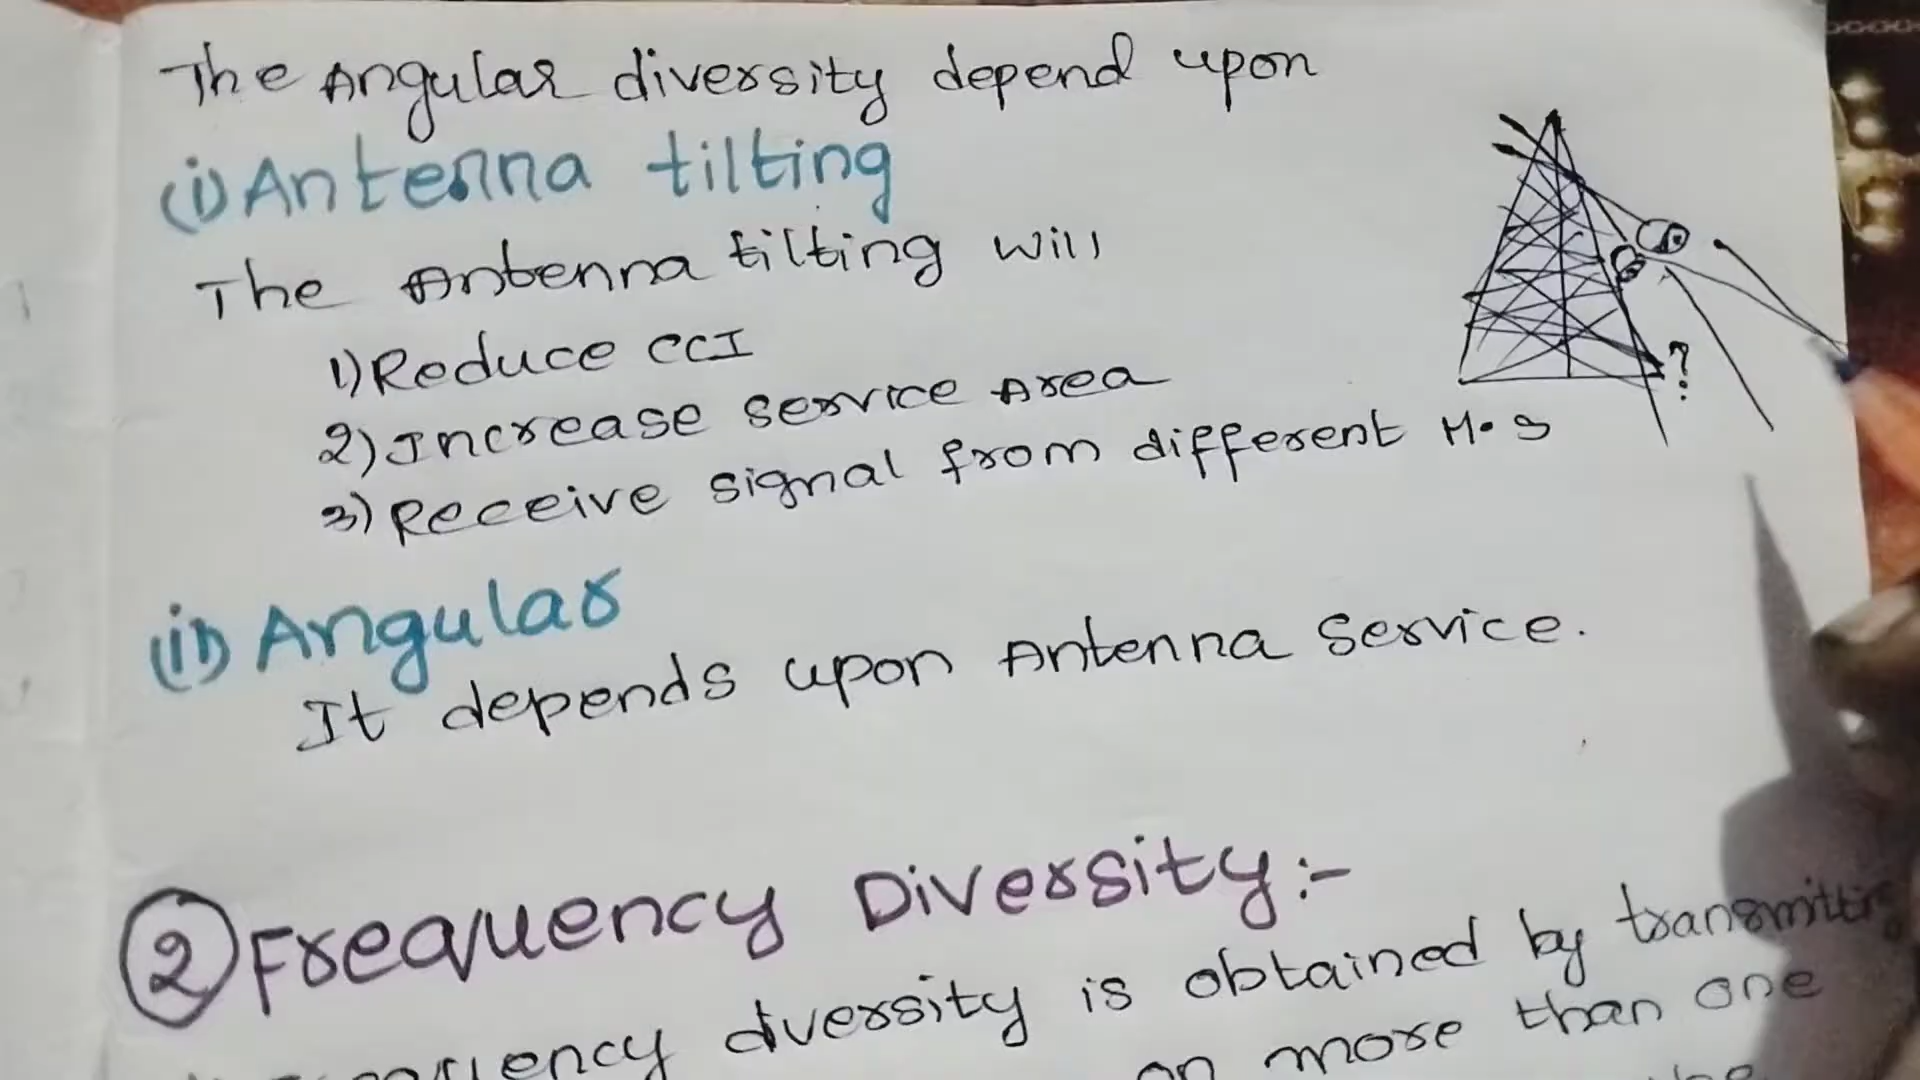 The Angular diversity depend upon
(i) Antenna tilting
The Antenna tilting will
1) Reduce CCI
2) Increase service Area
3) Receive signal from different M.S
?
(ii) Angular
It depends upon Antenna Service.
2 Frequency Diversity:-
diversity is obtained by transmitting
on more than one